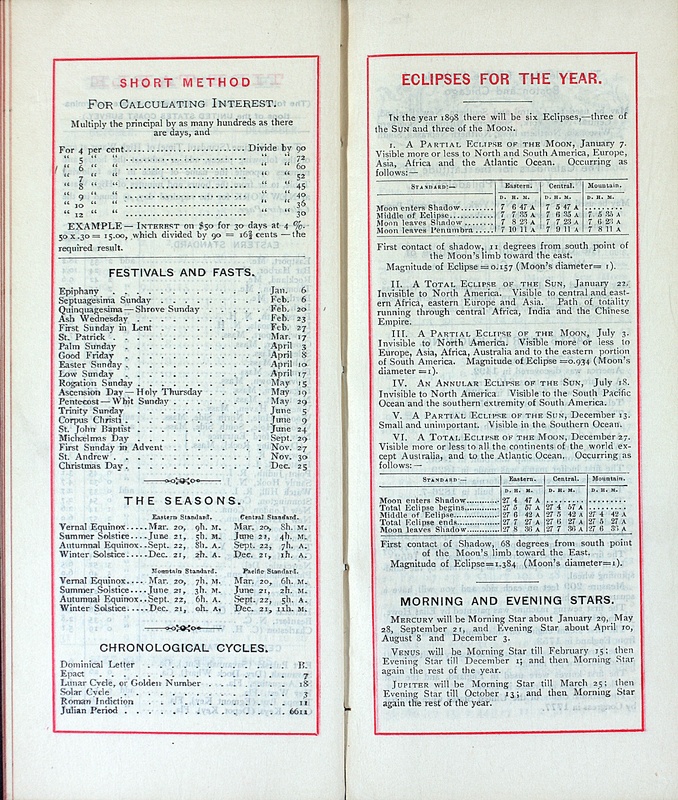 SHORT METHOD
FOR CALCULATING INTEREST.
Multiply the principal by as many hundreds as there
are days, and
For 4 per cent................................Divide by 90
" 5 " " ................................ " " 72
" 6 " " ................................ " " 60
" 7 " " ................................ " " 52
" 8 " " ................................ " " 45
" 9 " " ................................ " " 40
" 10 " " ................................ " " 36
" 12 " " ................................ " " 30
EXAMPLE—INTEREST on $50 for 30 days at 4 %.
50 x .30 = 15.00, which divided by 90 = 16⅔ cents—the
required result.
FESTIVALS AND FASTS.
Epiphany . . . . . . . . . Jan. 6
Septuagesima Sunday . . . . . . . . . Feb. 6
Quinquagesima—Shrove Sunday . . . . . . Feb. 20
Ash Wednesday . . . . . . . . . Feb. 23
First Sunday in Lent . . . . . . . . . Feb. 27
St. Patrick . . . . . . . . . Mar. 17
Palm Sunday . . . . . . . . . April 3
Good Friday . . . . . . . . . April 8
Easter Sunday . . . . . . . . . April 10
Low Sunday . . . . . . . . . April 17
Rogation Sunday . . . . . . . . . May 15
Ascension Day—Holy Thursday . . . . . . May 19
Pentecost—Whit Sunday . . . . . . May 29
Trinity Sunday . . . . . . . . . June 5
Corpus Christi . . . . . . . . . June 9
St. John Baptist . . . . . . . . . June 24
Michælmas Day . . . . . . . . . Sept. 29
First Sunday in Advent . . . . . . . . . Nov. 27
St. Andrew . . . . . . . . . Nov. 30
Christmas Day . . . . . . . . . Dec. 25
THE SEASONS.
Eastern Standard. Central Standard.
Vernal Equinox.....Mar. 20, 9h. M. Mar. 20, 8h. M.
Summer Solstice....June 21, 5h. M. June 21, 4h. M.
Autumnal Equinox..Sept. 22, 8h. A. Sept. 22, 7h. A.
Winter Solstice.....Dec. 21, 2h. A. Dec. 21, 1h. A.
Mountain Standard. Pacific Standard.
Vernal Equinox.....Mar. 20, 7h. M. Mar. 20, 6h. M.
Summer Solstice....June 21, 3h. M. June 21, 2h. M.
Autumnal Equinox..Sept. 22, 6h. A. Sept. 22, 5h. A.
Winter Solstice.....Dec. 21, 0h. A. Dec. 21, 11h. M.
CHRONOLOGICAL CYCLES.
Dominical Letter . . . . . . . . . B.
Epact . . . . . . . . . 7
Lunar Cycle, or Golden Number . . . . . . . 18
Solar Cycle . . . . . . . . . 3
Roman Indiction . . . . . . . . . 11
Julian Period . . . . . . . . . 6611
ECLIPSES FOR THE YEAR.
IN the year 1898 there will be six Eclipses,—three of
the SUN and three of the MOON.
I. A PARTIAL ECLIPSE OF THE MOON, January 7.
Visible more or less to North and South America, Europe,
Asia, Africa and the Atlantic Ocean. Occurring as
follows:—
STANDARD:— Eastern. Central. Mountain.
D. H. M. D. H. M. D. H. M.
Moon enters Shadow........... 7 6 47 A 7 5 47 A ..........
Middle of Eclipse............. 7 7 35 A 7 6 35 A 7 5 35 A
Moon leaves Shadow.......... 7 8 23 A 7 7 23 A 7 6 23 A
Moon leaves Penumbra........ 7 10 11 A 7 9 11 A 7 8 11 A
First contact of shadow, 11 degrees from south point of
the Moon's limb toward the east.
Magnitude of Eclipse=0.157 (Moon's diameter= 1).
II. A TOTAL ECLIPSE OF THE SUN, January 22.
Invisible to North America. Visible to central and east-
ern Africa, eastern Europe and Asia. Path of totality
running through central Africa, India and the Chinese
Empire.
III. A PARTIAL ECLIPSE OF THE MOON, July 3.
Invisible to North America. Visible more or less to
Europe, Asia, Africa, Australia and to the eastern portion
of South America. Magnitude of Eclipse=0.934 (Moon's
diameter=1).
IV. AN ANNULAR ECLIPSE OF THE SUN, July 18.
Invisible to North America Visible to the South Pacific
Ocean and the southern extremity of South America.
V. A PARTIAL ECLIPSE OF THE SUN, December 13.
Small and unimportant. Visible in the Southern Ocean.
VI. A TOTAL ECLIPSE OF THE MOON, December 27.
Visible more or less to all the continents of the world ex-
cept Australia, and to the Atlantic Ocean. Occurring as
follows:—
STANDARD:— Eastern. Central. Mountain.
D. H. M. D. H. M. D. H. M.
Moon enters Shadow........... 27 4 47 A .......... ..........
Total Eclipse begins........... 27 5 57 A 27 4 57 A ..........
Middle of Eclipse.............. 27 6 42 A 27 5 42 A 27 4 42 A
Total Eclipse ends............. 27 7 27 A 27 6 27 A 27 5 27 A
Moon leaves Shadow........... 27 8 36 A 27 7 36 A 27 6 36 A
First contact of Shadow, 68 degrees from south point
of the Moon's limb toward the East.
Magnitude of Eclipse=1.384 (Moon's diameter=1).
MORNING AND EVENING STARS.
MERCURY will be Morning Star about January 29, May
28, September 21, and Evening Star about April 10,
August 8 and December 3.
VENUS will be Morning Star till February 15; then
Evening Star till December 1; and then Morning Star
again the rest of the year.
JUPITER will be Morning Star till March 25; then
Evening Star till October 13; and then Morning Star
again the rest of the year.